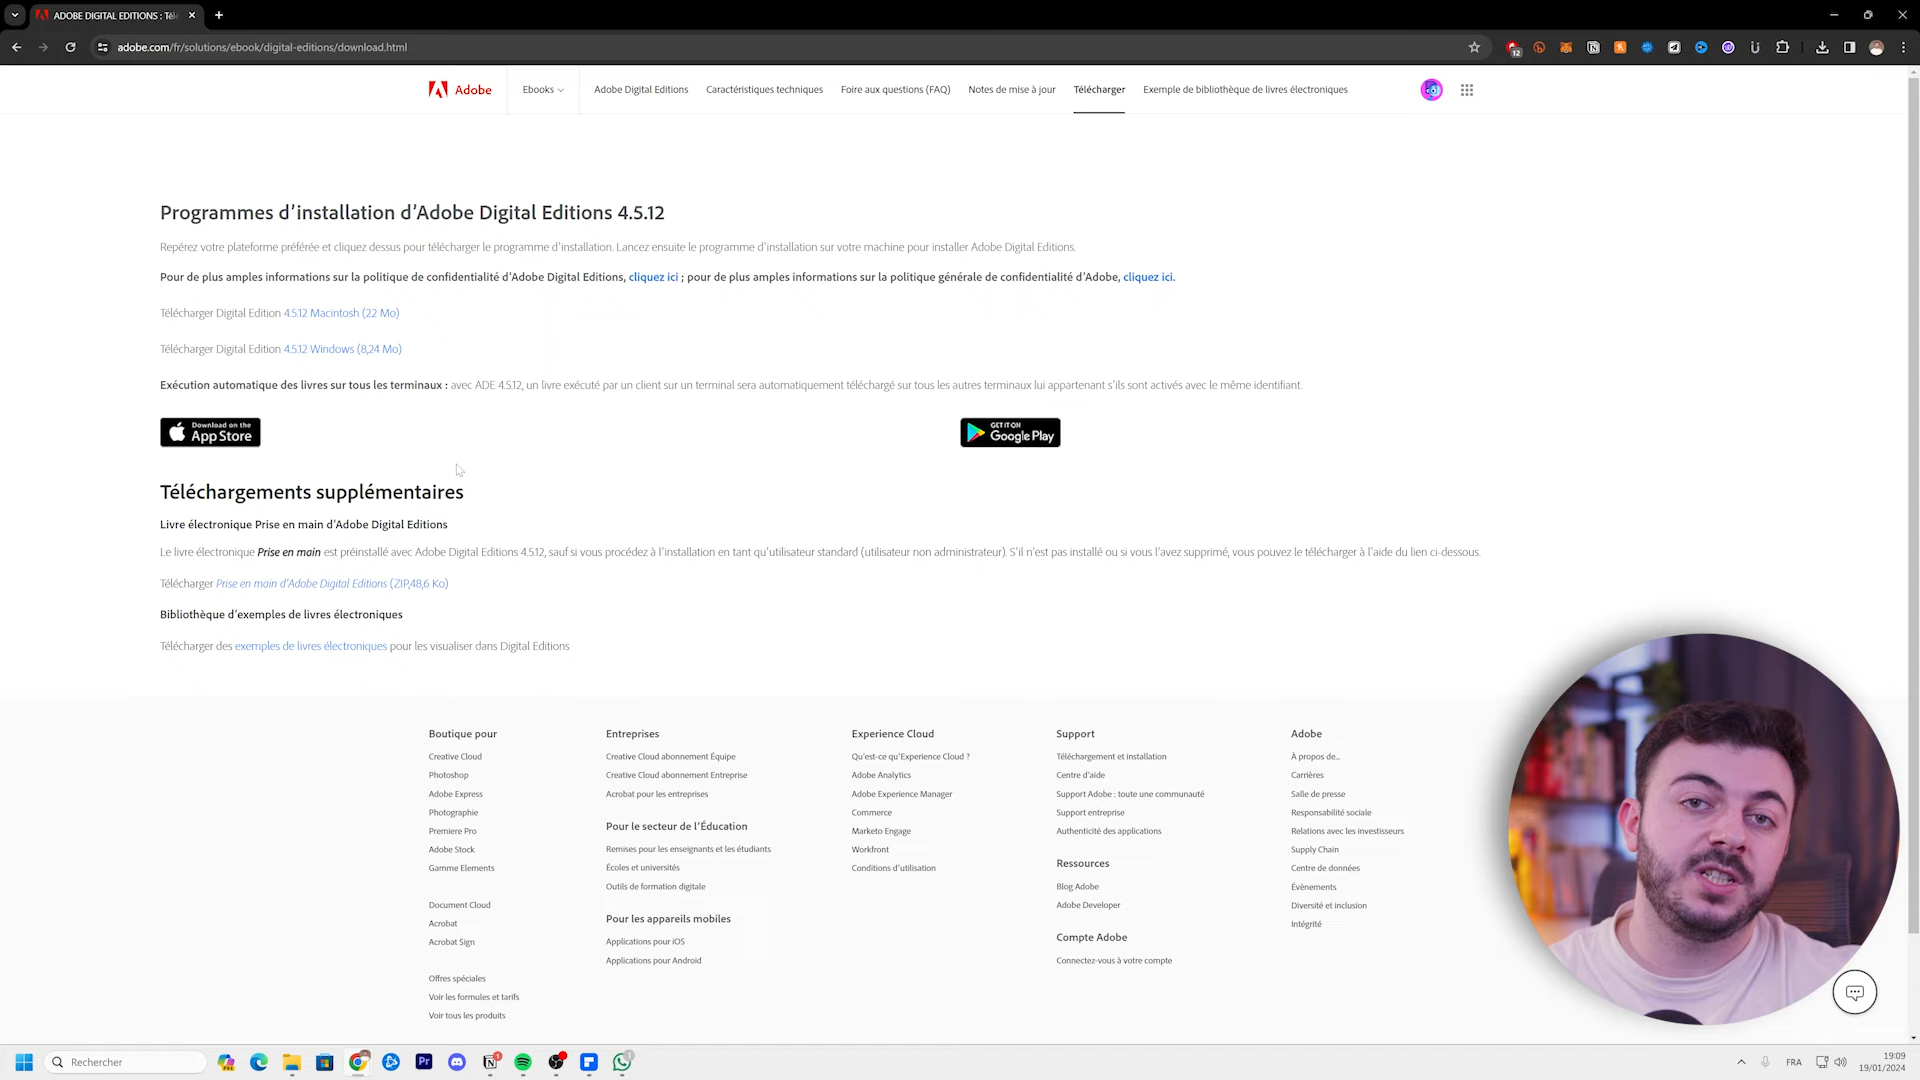 ADOBE DIGITAL EDITIONS : Tél
adobe.com/fr/solutions/ebook/digital-editions/download.html
12
Adobe
Ebooks
Adobe Digital Editions
Caractéristiques techniques
Foire aux questions (FAQ)
Notes de mise à jour
Télécharger
Exemple de bibliothèque de livres électroniques
Programmes d’installation d’Adobe Digital Editions 4.5.12
Repérez votre plateforme préférée et cliquez dessus pour télécharger le programme d’installation. Lancez ensuite le programme d’installation sur votre machine pour installer Adobe Digital Editions.
Pour de plus amples informations sur la politique de confidentialité d’Adobe Digital Editions, cliquez ici ; pour de plus amples informations sur la politique générale de confidentialité d’Adobe, cliquez ici.
Télécharger Digital Edition 4.5.12 Macintosh (22 Mo)
Télécharger Digital Edition 4.5.12 Windows (8,24 Mo)
Exécution automatique des livres sur tous les terminaux : avec ADE 4.5.12, un livre exécuté par un client sur un terminal sera automatiquement téléchargé sur tous les autres terminaux lui appartenant s’ils sont activés avec le même identifiant.
Download on the
App Store
GET IT ON
Google Play
Téléchargements supplémentaires
Livre électronique Prise en main d’Adobe Digital Editions
Le livre électronique Prise en main est préinstallé avec Adobe Digital Editions 4.5.12, sauf si vous procédez à l’installation en tant qu’utilisateur standard (utilisateur non administrateur). S’il n’est pas installé ou si vous l’avez supprimé, vous pouvez le télécharger à l’aide du lien ci-dessous.
Télécharger Prise en main d’Adobe Digital Editions (ZIP,48,6 Ko)
Bibliothèque d’exemples de livres électroniques
Télécharger des exemples de livres électroniques pour les visualiser dans Digital Editions
Boutique pour
Creative Cloud
Photoshop
Adobe Express
Photographie
Premiere Pro
Adobe Stock
Gamme Elements
Document Cloud
Acrobat
Acrobat Sign
Offres spéciales
Voir les formules et tarifs
Voir tous les produits
Entreprises
Creative Cloud abonnement Équipe
Creative Cloud abonnement Entreprise
Acrobat pour les entreprises
Pour le secteur de l’Éducation
Remises pour les enseignants et les étudiants
Écoles et universités
Outils de formation digitale
Pour les appareils mobiles
Applications pour iOS
Applications pour Android
Experience Cloud
Qu’est-ce qu’Experience Cloud ?
Adobe Analytics
Adobe Experience Manager
Commerce
Marketo Engage
Workfront
Conditions d’utilisation
Support
Téléchargement et installation
Centre d’aide
Support Adobe : toute une communauté
Support entreprise
Authenticité des applications
Ressources
Blog Adobe
Adobe Developer
Compte Adobe
Connectez-vous à votre compte
Adobe
À propos de...
Carrières
Salle de presse
Responsabilité sociale
Relations avec les investisseurs
Supply Chain
Centre de données
Évènements
Diversité et inclusion
Intégrité
Rechercher
PRE
Pr
1
1
FRA
19:09
19/01/2024